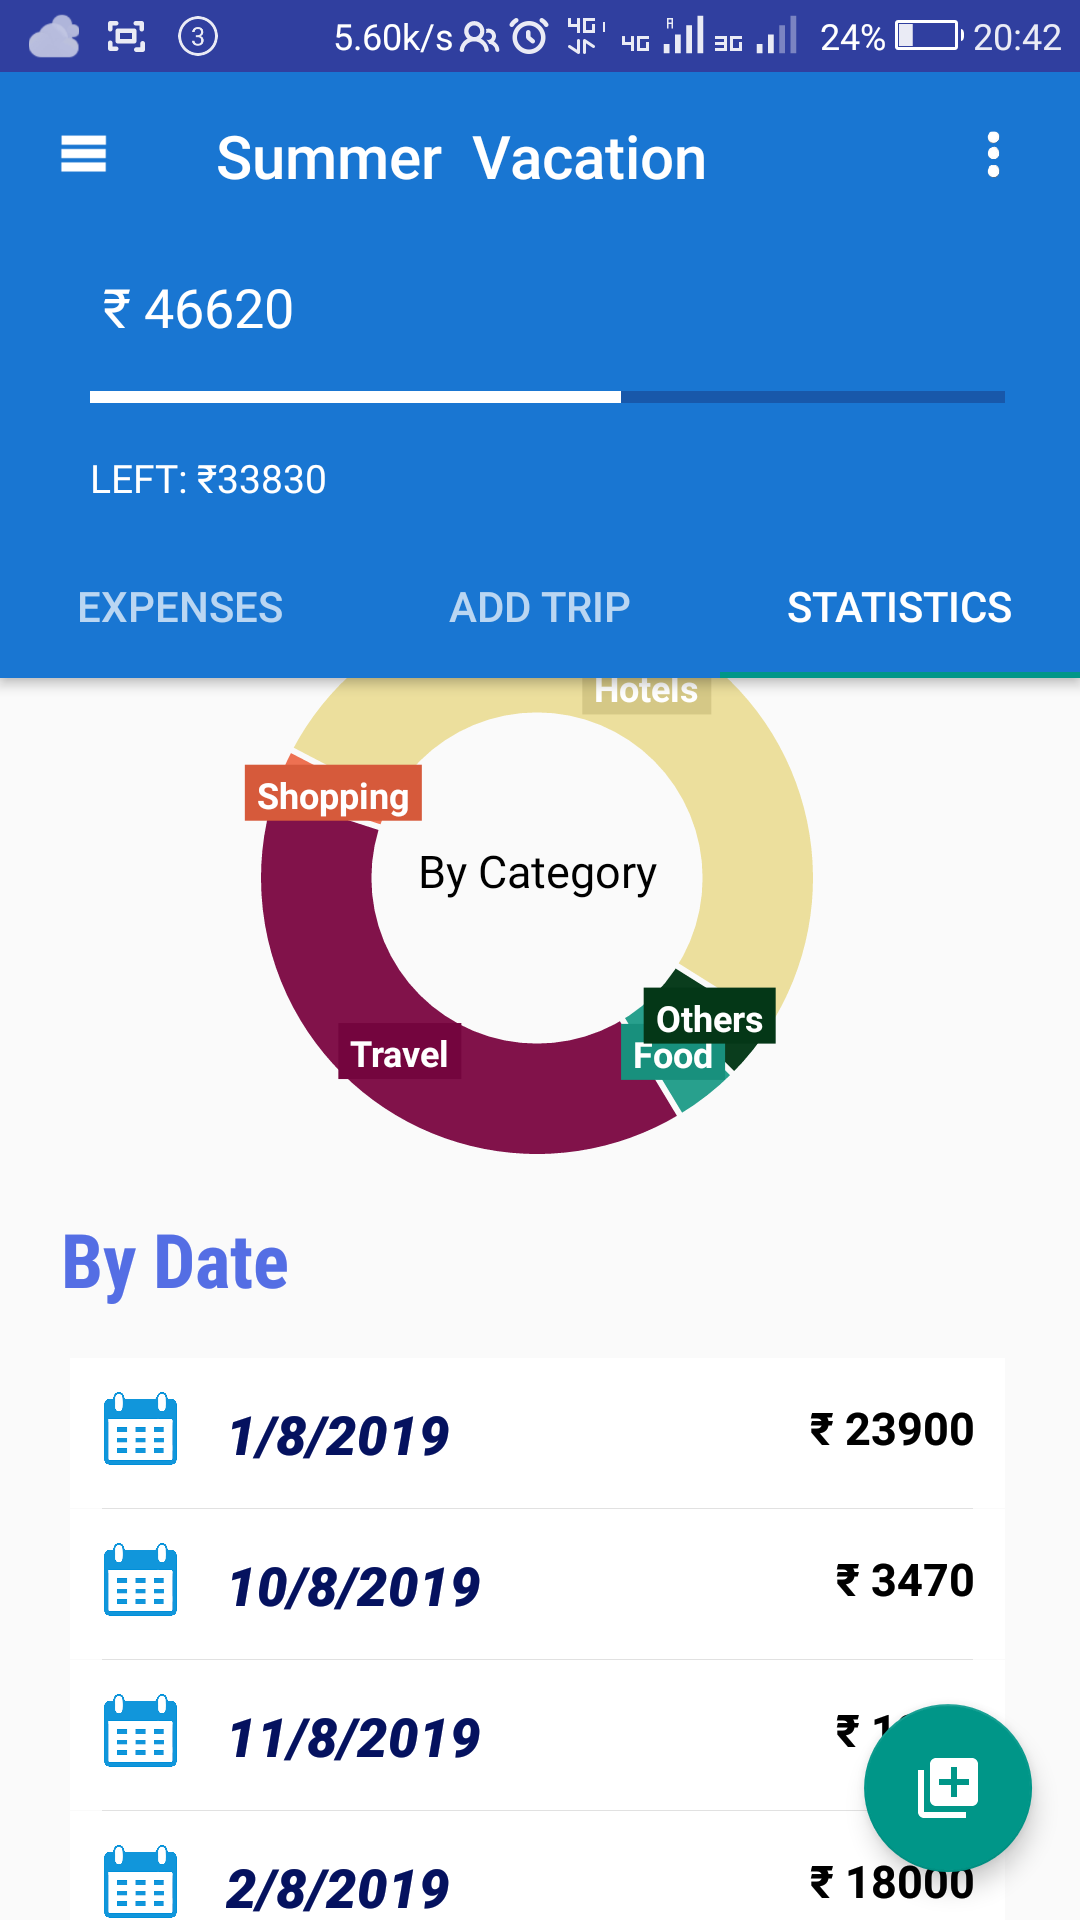 3 5.60k/s 4G 4G R 3G 24% 20:42
Summer Vacation
₹ 46620
LEFT: ₹33830
EXPENSES ADD TRIP STATISTICS
Hotels
Shopping
By Category
Others
Travel Food
By Date
1/8/2019 ₹ 23900
10/8/2019 ₹ 3470
11/8/2019 ₹
2/8/2019 ₹ 18000